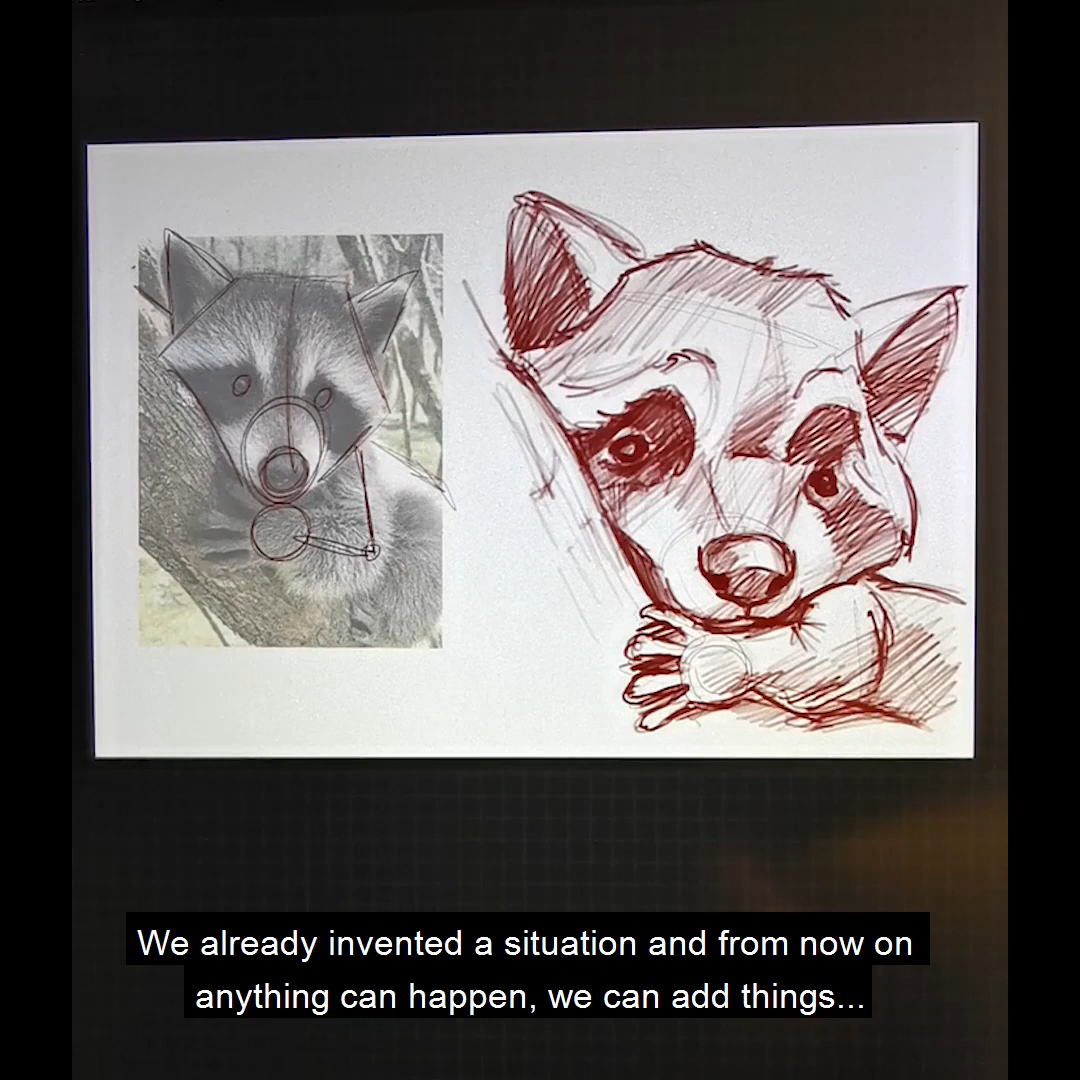 We already invented a situation and from now on
anything can happen, we can add things...